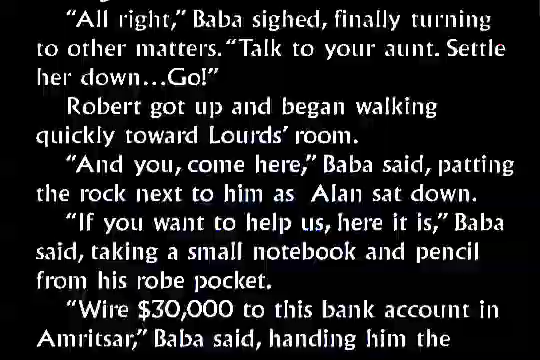 “All right,” Baba sighed, finally turning
to other matters. “Talk to your aunt. Settle
her down...Go!”
Robert got up and began walking
quickly toward Lourds’ room.
“And you, come here,” Baba said, patting
the rock next to him as Alan sat down.
“If you want to help us, here it is,” Baba
said, taking a small notebook and pencil
from his robe pocket.
“Wire $30,000 to this bank account in
Amritsar,” Baba said, handing him the